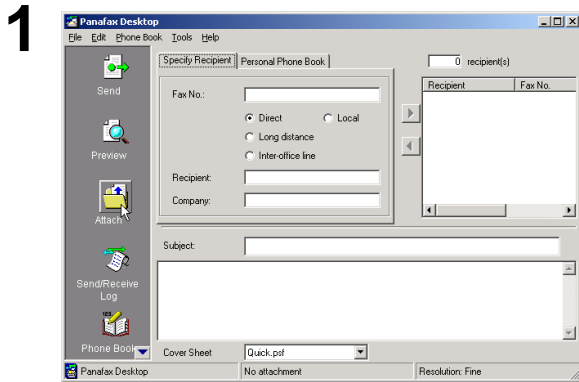 1
Panafax Desktop
File Edit Phone Book Tools Help
Send
Preview
Attach
Send/Receive
Log
123
Phone Book
Specify Recipient Personal Phone Book
Fax No.:
Direct Local
Long distance
Inter-office line
Recipient:
Company:
0 recipient(s)
Recipient Fax No.
Subject:
Cover Sheet Quick.psf
Panafax Desktop No attachment Resolution: Fine